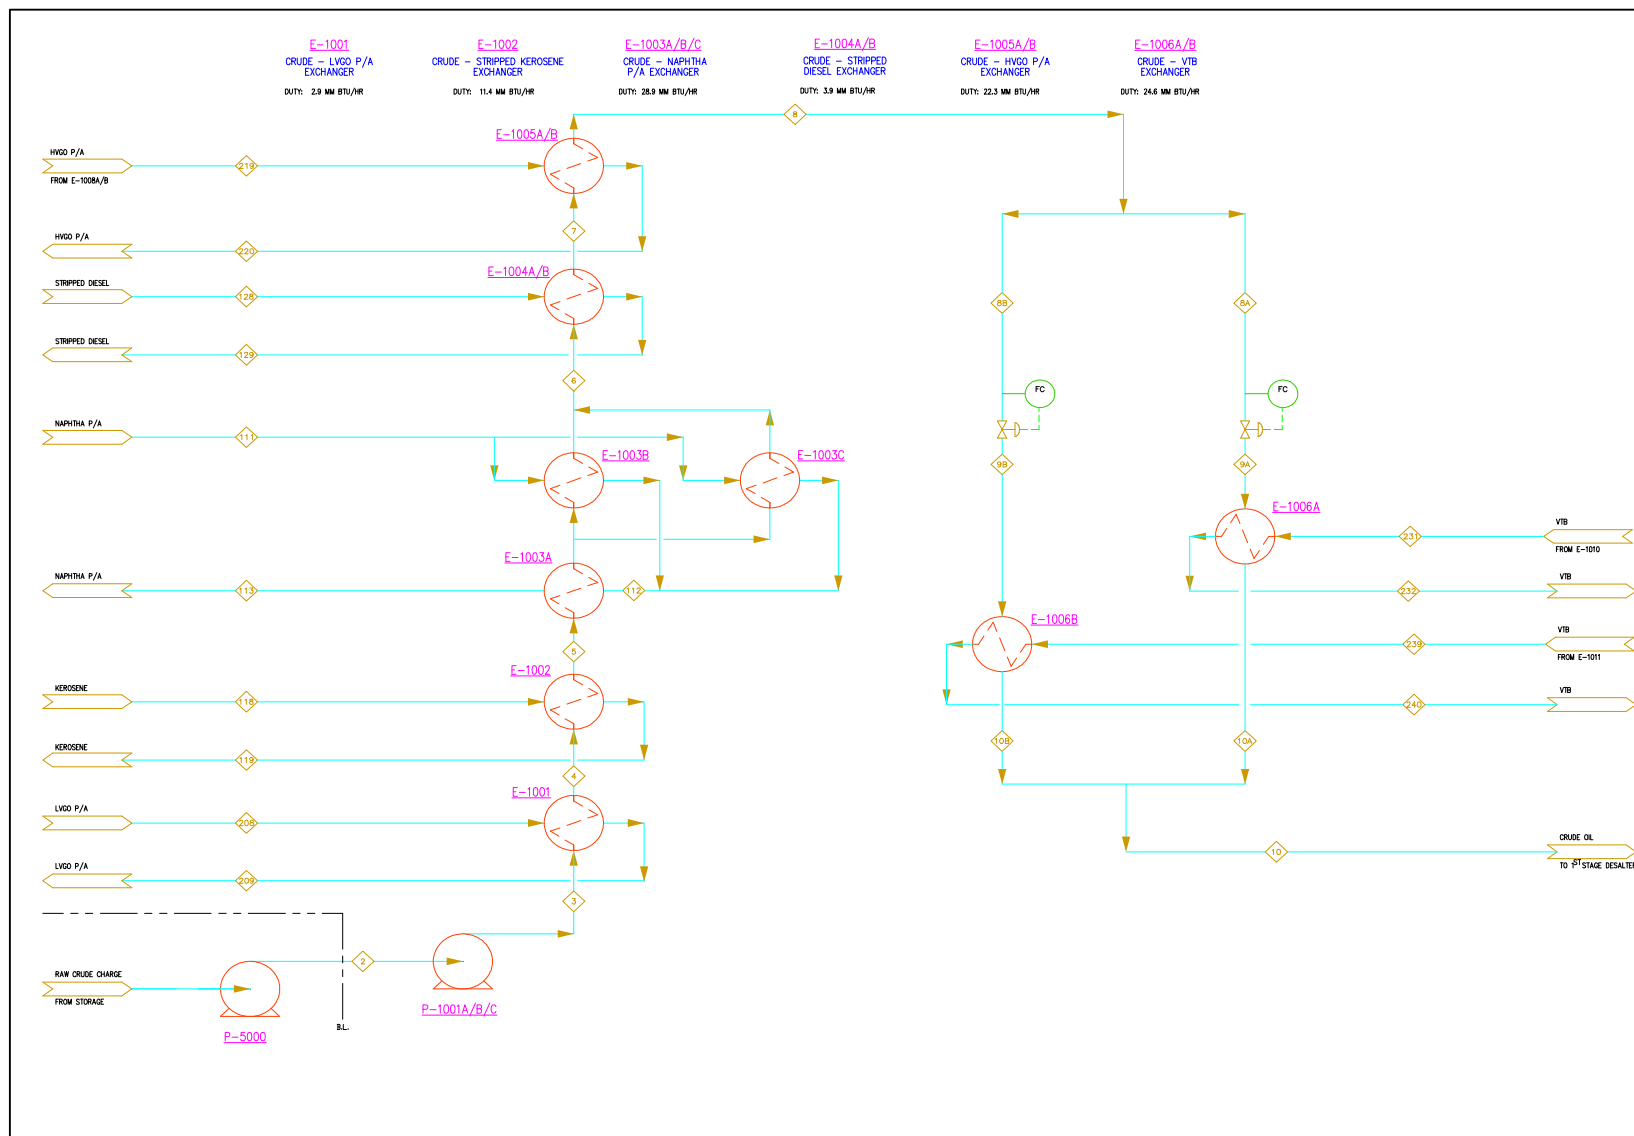 E-1001
CRUDE - LVGO P/A
EXCHANGER
DUTY: 2.9 MM BTU/HR
E-1002
CRUDE - STRIPPED KEROSENE
EXCHANGER
DUTY: 11.4 MM BTU/HR
E-1003A/B/C
CRUDE - NAPHTHA
P/A EXCHANGER
DUTY: 28.9 MM BTU/HR
E-1004A/B
CRUDE - STRIPPED
DIESEL EXCHANGER
DUTY: 3.9 MM BTU/HR
E-1005A/B
CRUDE - HVGO P/A
EXCHANGER
DUTY: 22.3 MM BTU/HR
E-1006A/B
CRUDE - VTB
EXCHANGER
DUTY: 24.6 MM BTU/HR
8
E-1005A/B
HVGO P/A
219
FROM E-1008A/B
7
HVGO P/A
220
E-1004A/B
STRIPPED DIESEL
128
8B
8A
STRIPPED DIESEL
129
6
FC
FC
NAPHTHA P/A
111
E-1003B
E-1003C
9B
9A
E-1006A
VTB
231
FROM E-1010
E-1003A
NAPHTHA P/A
113
112
VTB
232
E-1006B
VTB
239
FROM E-1011
5
E-1002
KEROSENE
118
VTB
240
10B
10A
KEROSENE
119
4
E-1001
LVGO P/A
208
CRUDE OIL
10
TO 1ST STAGE DESALTER
LVGO P/A
209
3
2
RAW CRUDE CHARGE
FROM STORAGE
P-1001A/B/C
B.L.
P-5000